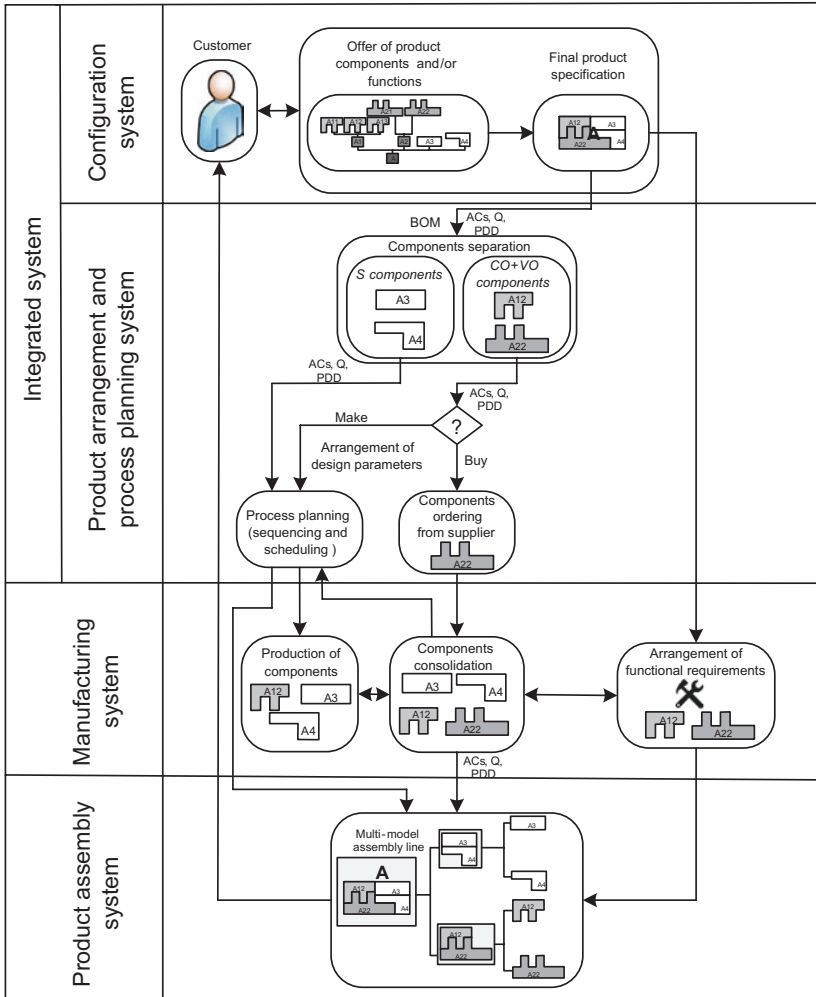 Integrated system
Configuration
system
Customer
Offer of product
components and/or
functions
A21
A22
A11
A12
A13
A1
A2
A3
A4
A
Final product
specification
A12
A3
A
A22
A4
Product arrangement and
process planning system
BOM
ACs, Q,
PDD
Components separation
S components
A3
A4
CO+VO
components
A12
A22
ACs, Q,
PDD
ACs, Q,
PDD
Make
?
Arrangement of
design parameters
Buy
Process planning
(sequencing and
scheduling )
Components
ordering
from supplier
A22
Manufacturing
system
Production of
components
A12
A3
A4
Components
consolidation
A3
A4
A12
A22
Arrangement of
functional requirements
A12
A22
ACs, Q,
PDD
Product assembly
system
Multi-model
assembly line
A
A12
A3
A22
A4
A3
A4
A3
A4
A12
A22
A12
A22